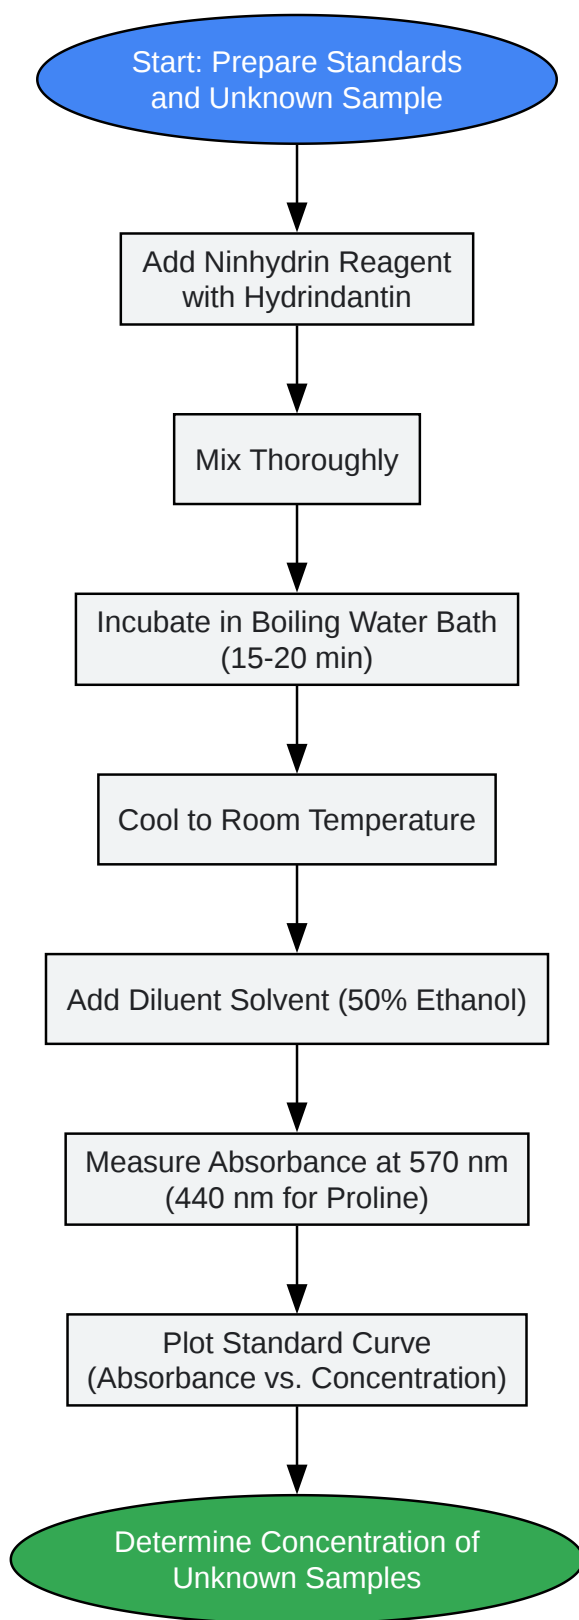 Start: Prepare Standards
and Unknown Sample
Add Ninhydrin Reagent
with Hydrindantin
Mix Thoroughly
Incubate in Boiling Water Bath
(15-20 min)
Cool to Room Temperature
Add Diluent Solvent (50% Ethanol)
Measure Absorbance at 570 nm
(440 nm for Proline)
Plot Standard Curve
(Absorbance vs. Concentration)
Determine Concentration of
Unknown Samples